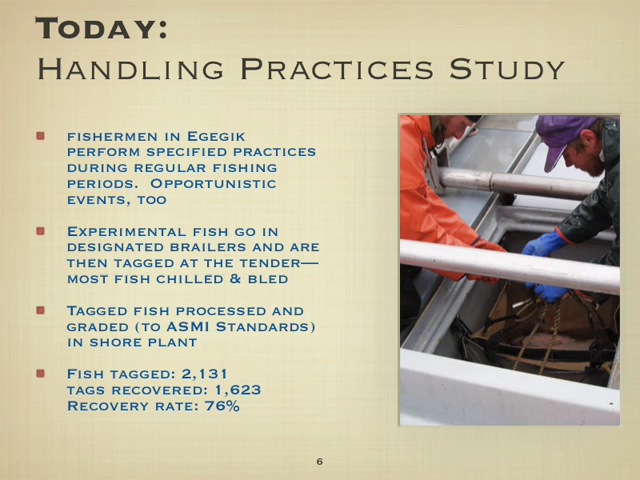 Today:
Handling Practices Study
fishermen in Egegik
perform specified practices
during regular fishing
periods. Opportunistic
events, too
Experimental fish go in
designated brailers and are
then tagged at the tender—
most fish chilled & bled
Tagged fish processed and
graded (to ASMI Standards)
in shore plant
Fish tagged: 2,131
tags recovered: 1,623
Recovery rate: 76%
6